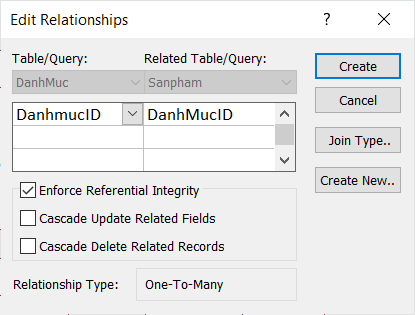 Edit Relationships ?
Table/Query: Related Table/Query:
DanhMuc Sanpham
DanhmucID DanhMucID
Create
Cancel
Join Type..
Create New..
Enforce Referential Integrity
Cascade Update Related Fields
Cascade Delete Related Records
Relationship Type: One-To-Many